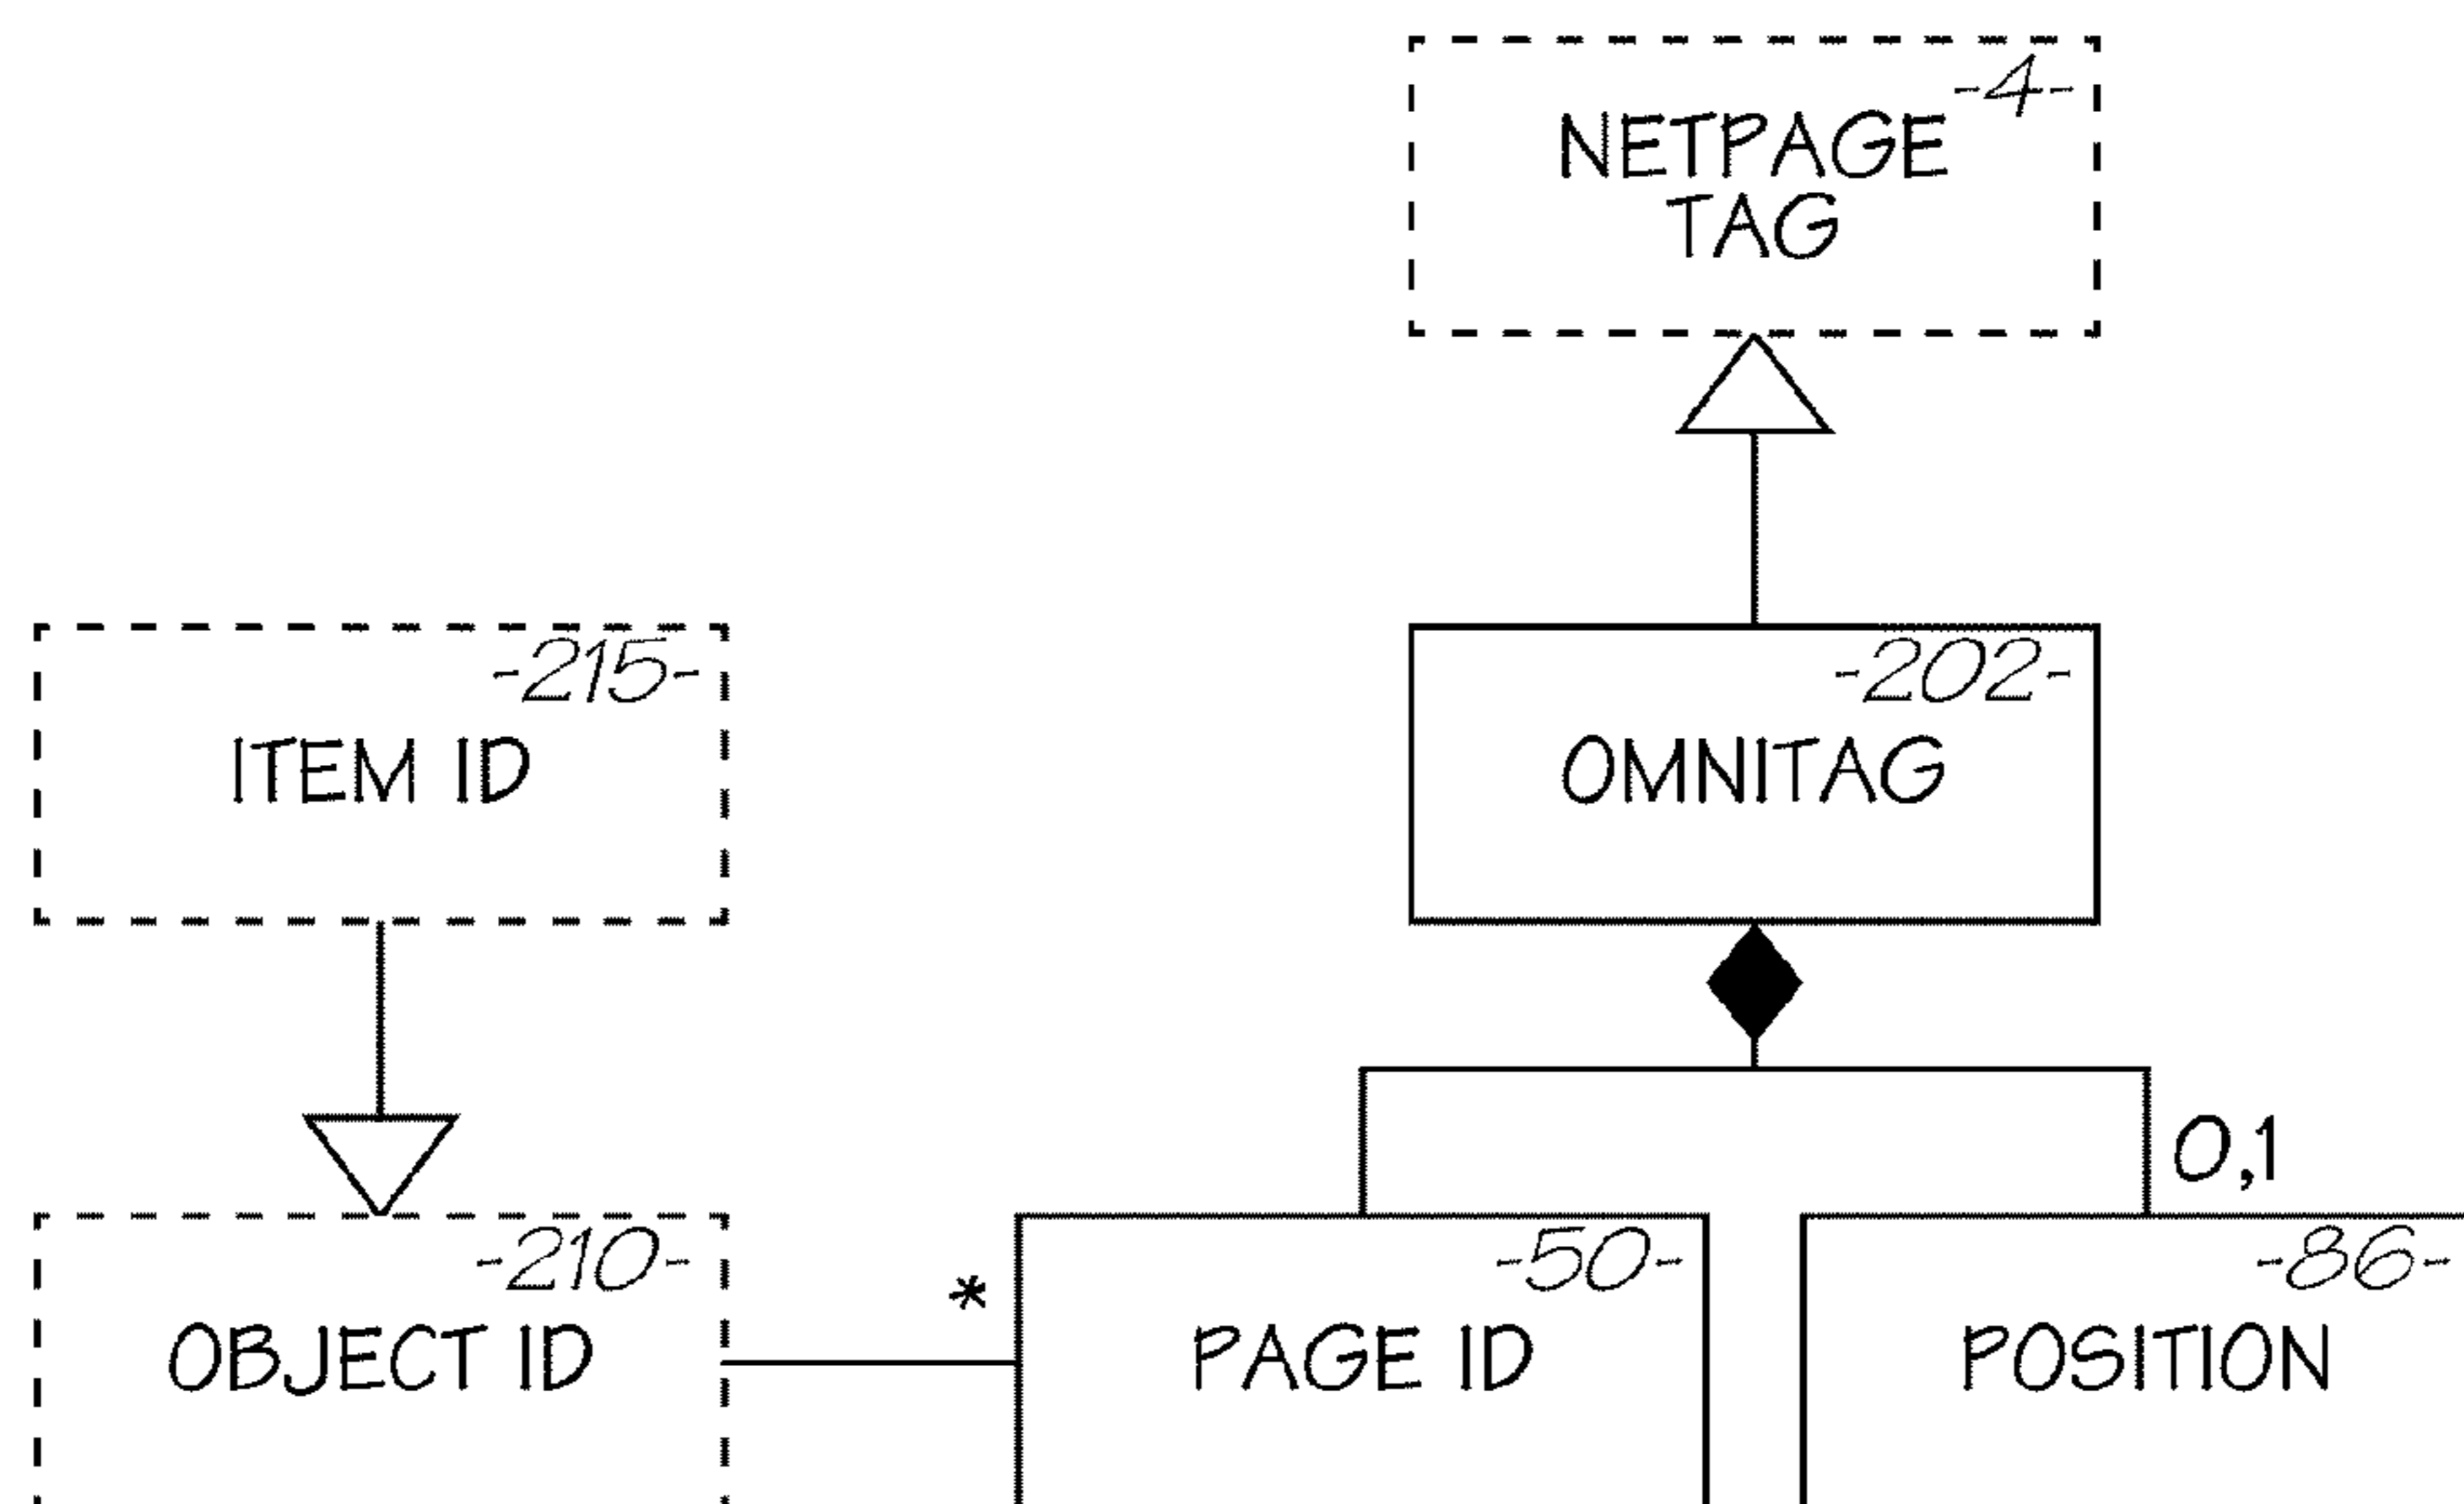 -4-
NETPAGE
TAG
-215-
ITEM ID
-202-
OMNITAG
0,1
-210-
OBJECT ID
*
-50-
PAGE ID
-86-
POSITION